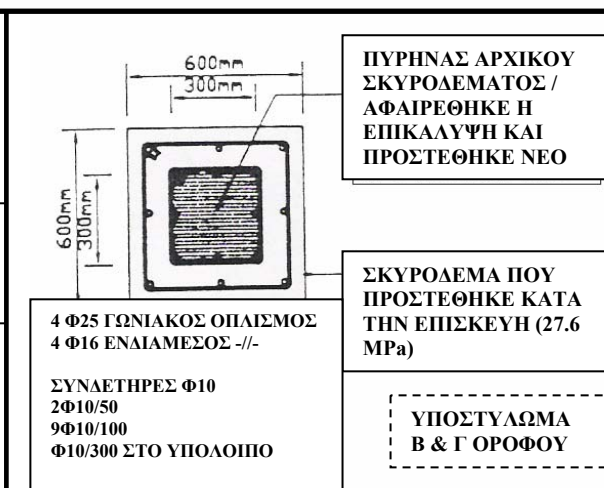 600mm
300mm
600mm
300mm
ΠΥΡΗΝΑΣ ΑΡΧΙΚΟΥ
ΣΚΥΡΟΔΕΜΑΤΟΣ /
ΑΦΑΙΡΕΘΗΚΕ Η
ΕΠΙΚΑΛΥΨΗ ΚΑΙ
ΠΡΟΣΤΕΘΗΚΕ ΝΕΟ
ΣΚΥΡΟΔΕΜΑ ΠΟΥ
ΠΡΟΣΤΕΘΗΚΕ ΚΑΤΑ
ΤΗΝ ΕΠΙΣΚΕΥΗ (27.6
MPa)
4 Φ25 ΓΩΝΙΑΚΟΣ ΟΠΛΙΣΜΟΣ
4 Φ16 ΕΝΔΙΑΜΕΣΟΣ -//-
ΣΥΝΔΕΤΗΡΕΣ Φ10
2Φ10/50
9Φ10/100
Φ10/300 ΣΤΟ ΥΠΟΛΟΙΠΟ
ΥΠΟΣΤΥΛΩΜΑ
Β & Γ ΟΡΟΦΟΥ